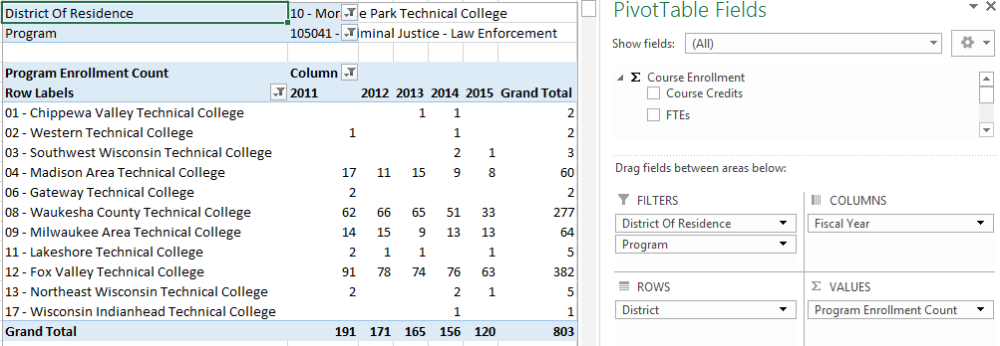 District Of Residence 10 - Mor e Park Technical College
Program 105041 - iminal Justice - Law Enforcement
Program Enrollment Count Column
Row Labels 2011 2012 2013 2014 2015 Grand Total
01 - Chippewa Valley Technical College 1 1 2
02 - Western Technical College 1 1 2
03 - Southwest Wisconsin Technical College 2 1 3
04 - Madison Area Technical College 17 11 15 9 8 60
06 - Gateway Technical College 2 2
08 - Waukesha County Technical College 62 66 65 51 33 277
09 - Milwaukee Area Technical College 14 15 9 13 13 64
11 - Lakeshore Technical College 2 1 1 1 5
12 - Fox Valley Technical College 91 78 74 76 63 382
13 - Northeast Wisconsin Technical College 2 2 1 5
17 - Wisconsin Indianhead Technical College 1 1
Grand Total 191 171 165 156 120 803
PivotTable Fields
Show fields: (All)
Σ Course Enrollment
Course Credits
FTEs
Drag fields between areas below:
FILTERS
District Of Residence
Program
COLUMNS
Fiscal Year
ROWS
District
Σ VALUES
Program Enrollment Count